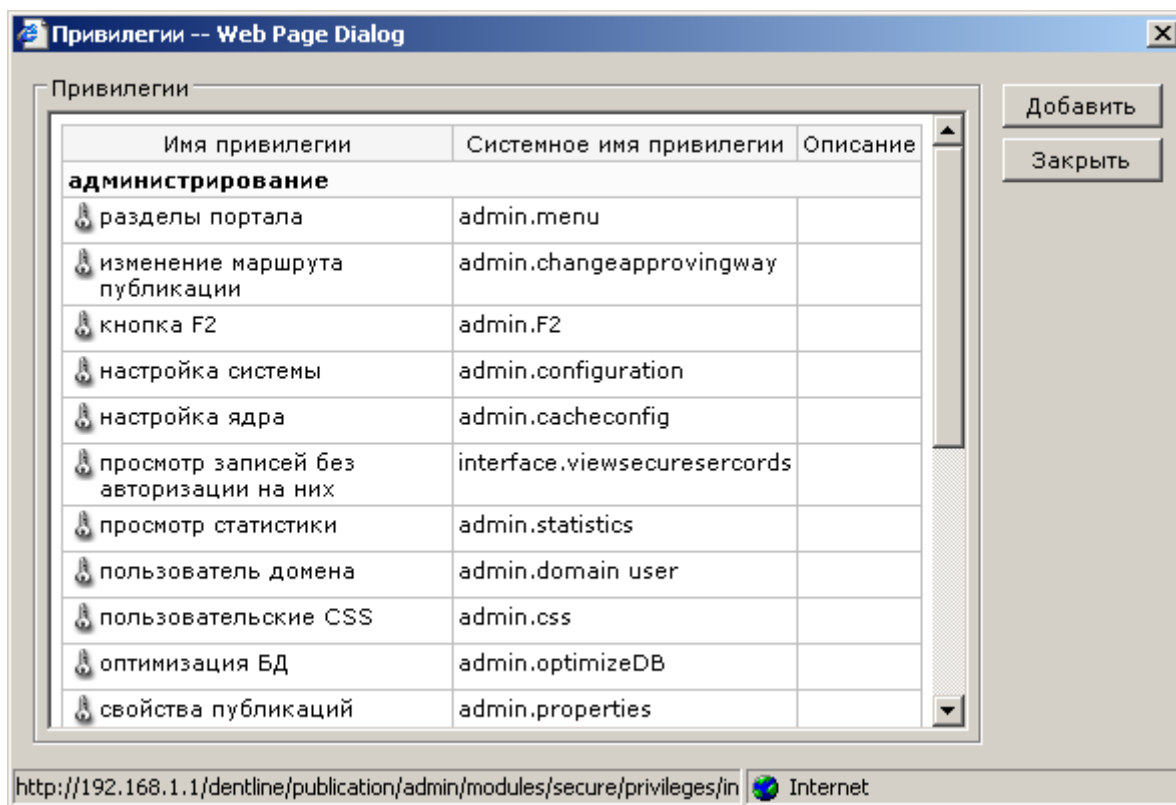 Привилегии -- Web Page Dialog
Привилегии
Добавить
Закрыть
Имя привилегии Системное имя привилегии Описание
администрирование
разделы портала admin.menu
изменение маршрута admin.changeapprovingway
публикации
кнопка F2 admin.F2
настройка системы admin.configuration
настройка ядра admin.cacheconfig
просмотр записей без interface.viewsecuresercords
авторизации на них
просмотр статистики admin.statistics
пользователь домена admin.domain user
пользовательские CSS admin.css
оптимизация БД admin.optimizeDB
свойства публикаций admin.properties
http://192.168.1.1/dentline/publication/admin/modules/secure/privileges/in Internet